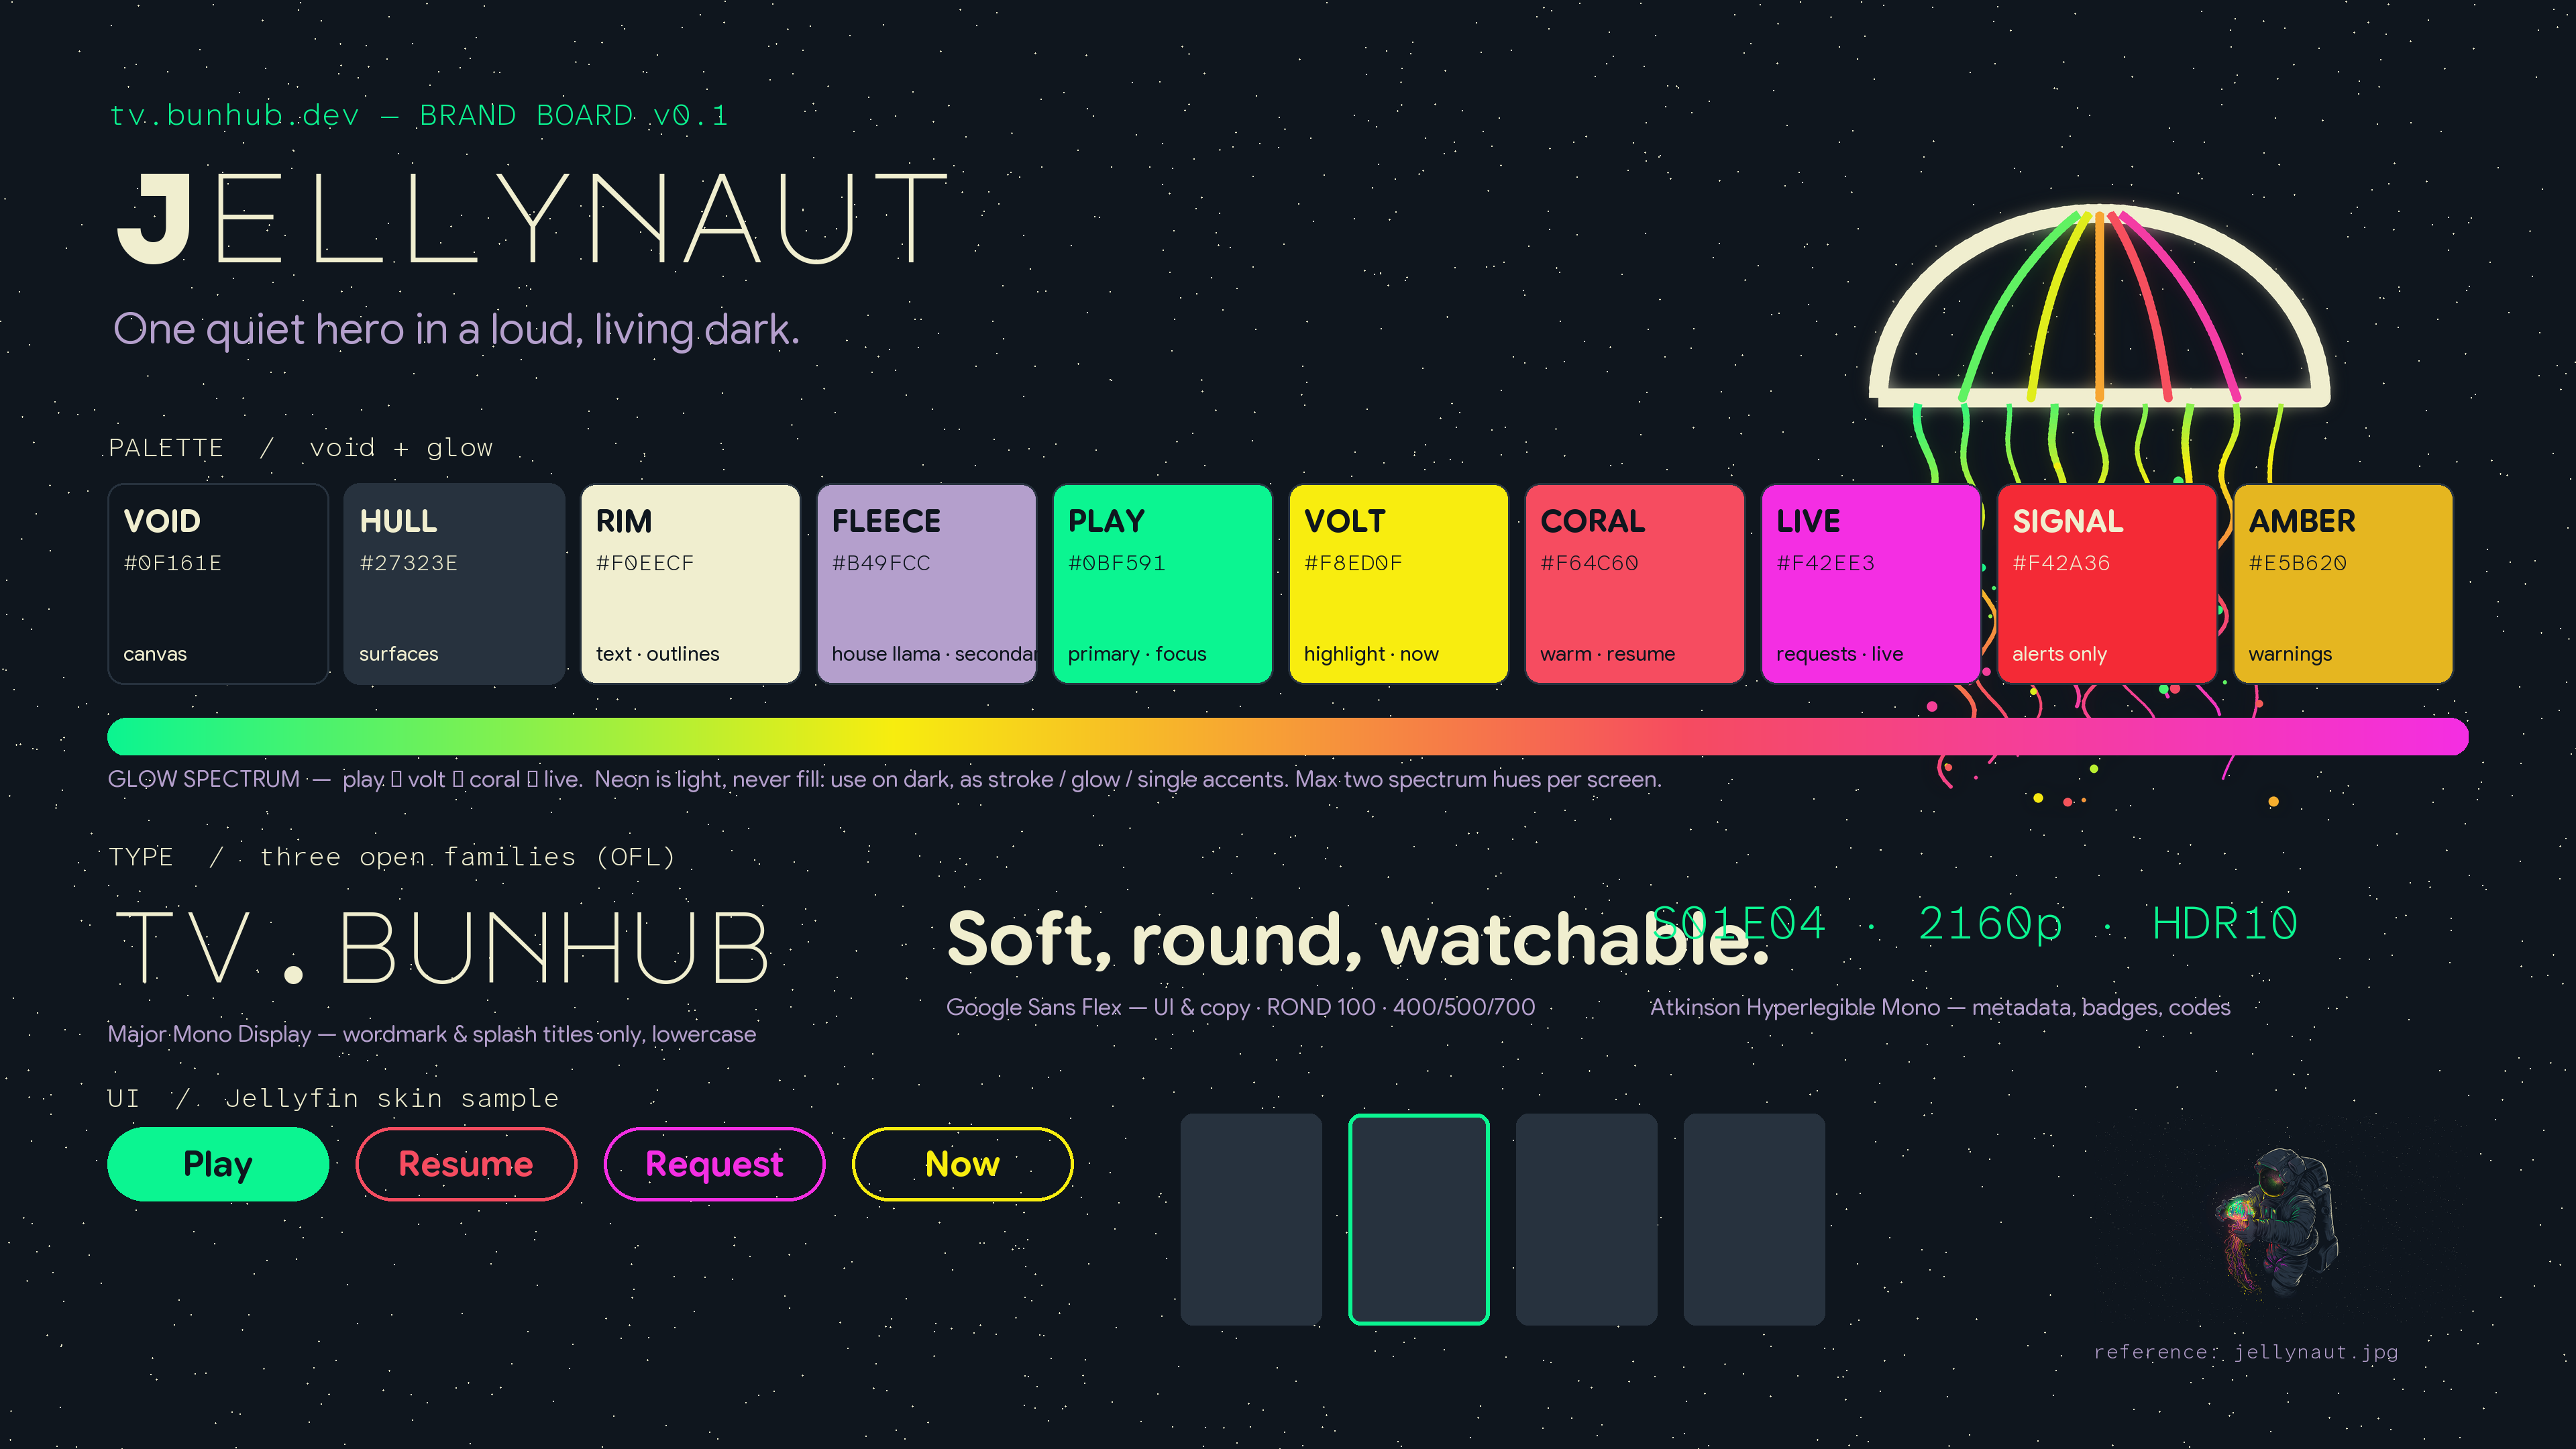 tv.bunhub.dev — BRAND BOARD v0.1
JELLYNAUT
One quiet hero in a loud, living dark.
PALETTE / void + glow
VOID
#0F161E
canvas
HULL
#27323E
surfaces
RIM
#F0EECF
text · outlines
FLEECE
#B49FCC
house llama · secondar
PLAY
#0BF591
primary · focus
VOLT
#F8ED0F
highlight · now
CORAL
#F64C60
warm · resume
LIVE
#F42EE3
requests · live
SIGNAL
#F42A36
alerts only
AMBER
#E5B620
warnings
GLOW SPECTRUM — play ▯ volt ▯ coral ▯ live. Neon is light, never fill: use on dark, as stroke / glow / single accents. Max two spectrum hues per screen.
TYPE / three open families (OFL)
TV.BUNHUB
Major Mono Display — wordmark & splash titles only, lowercase
Soft, round, watchable.
Google Sans Flex — UI & copy · ROND 100 · 400/500/700
S01E04 · 2160p · HDR10
Atkinson Hyperlegible Mono — metadata, badges, codes
UI / Jellyfin skin sample
Play
Resume
Request
Now
reference: jellynaut.jpg